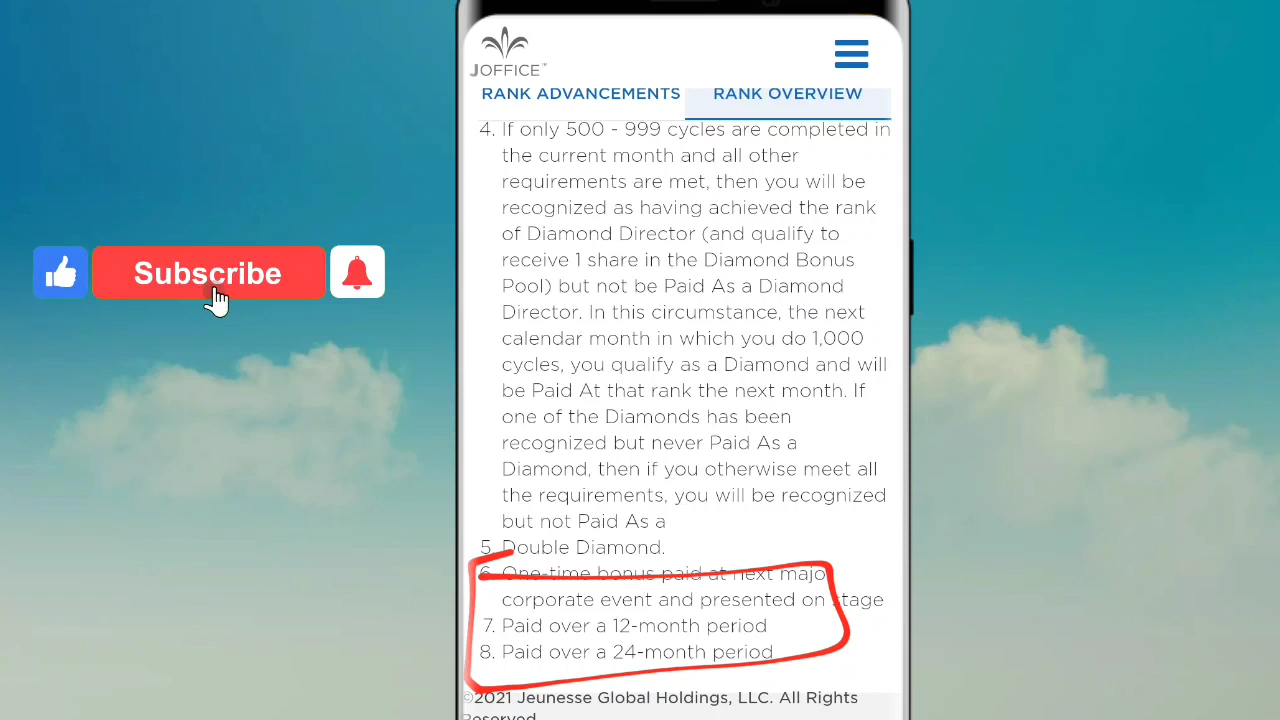 JOFFICE™
RANK ADVANCEMENTS RANK OVERVIEW
4. If only 500 - 999 cycles are completed in
the current month and all other
requirements are met, then you will be
recognized as having achieved the rank
of Diamond Director (and qualify to
receive 1 share in the Diamond Bonus
Pool) but not be Paid As a Diamond
Director. In this circumstance, the next
calendar month in which you do 1,000
cycles, you qualify as a Diamond and will
be Paid At that rank the next month. If
one of the Diamonds has been
recognized but never Paid As a
Diamond, then if you otherwise meet all
the requirements, you will be recognized
but not Paid As a
5. Double Diamond.
6. One-time bonus paid at next major
corporate event and presented on stage
7. Paid over a 12-month period
8. Paid over a 24-month period
©2021 Jeunesse Global Holdings, LLC. All Rights
Reserved
Subscribe